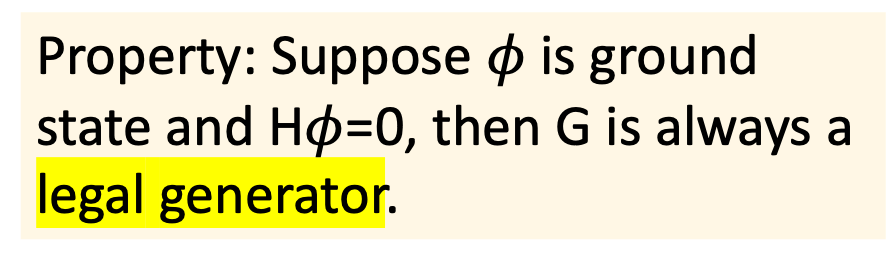 Property: Suppose ϕ is ground
state and Hϕ=0, then G is always a
legal generator.